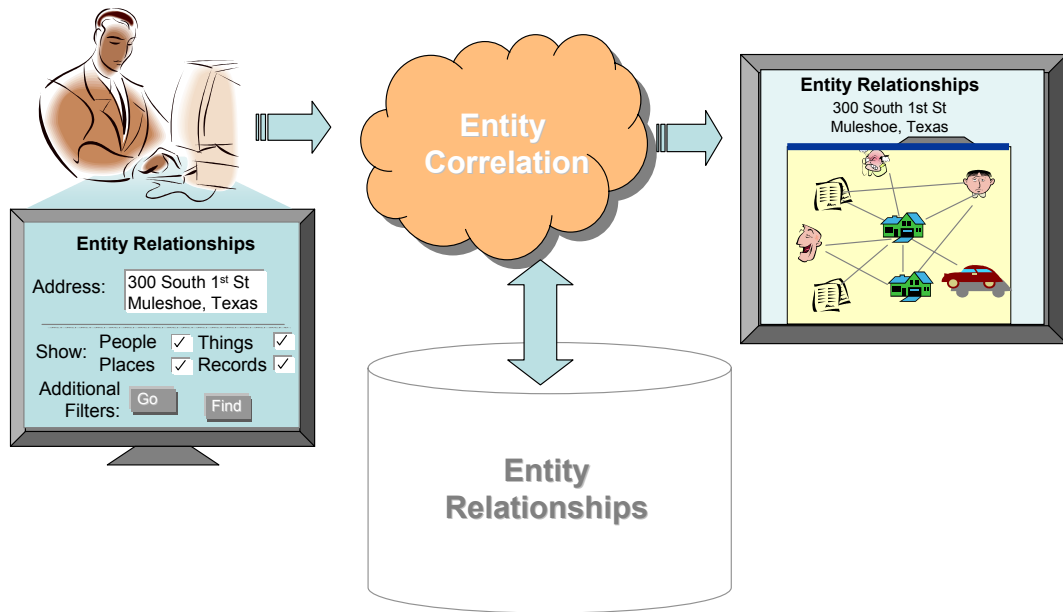 Entity Relationships
Address:
300 South 1st St
Muleshoe, Texas
Show:
People ✓ Things ✓
Places ✓ Records ✓
Additional
Filters:
Go
Find
Entity
Correlation
Entity
Relationships
Entity Relationships
300 South 1st St
Muleshoe, Texas